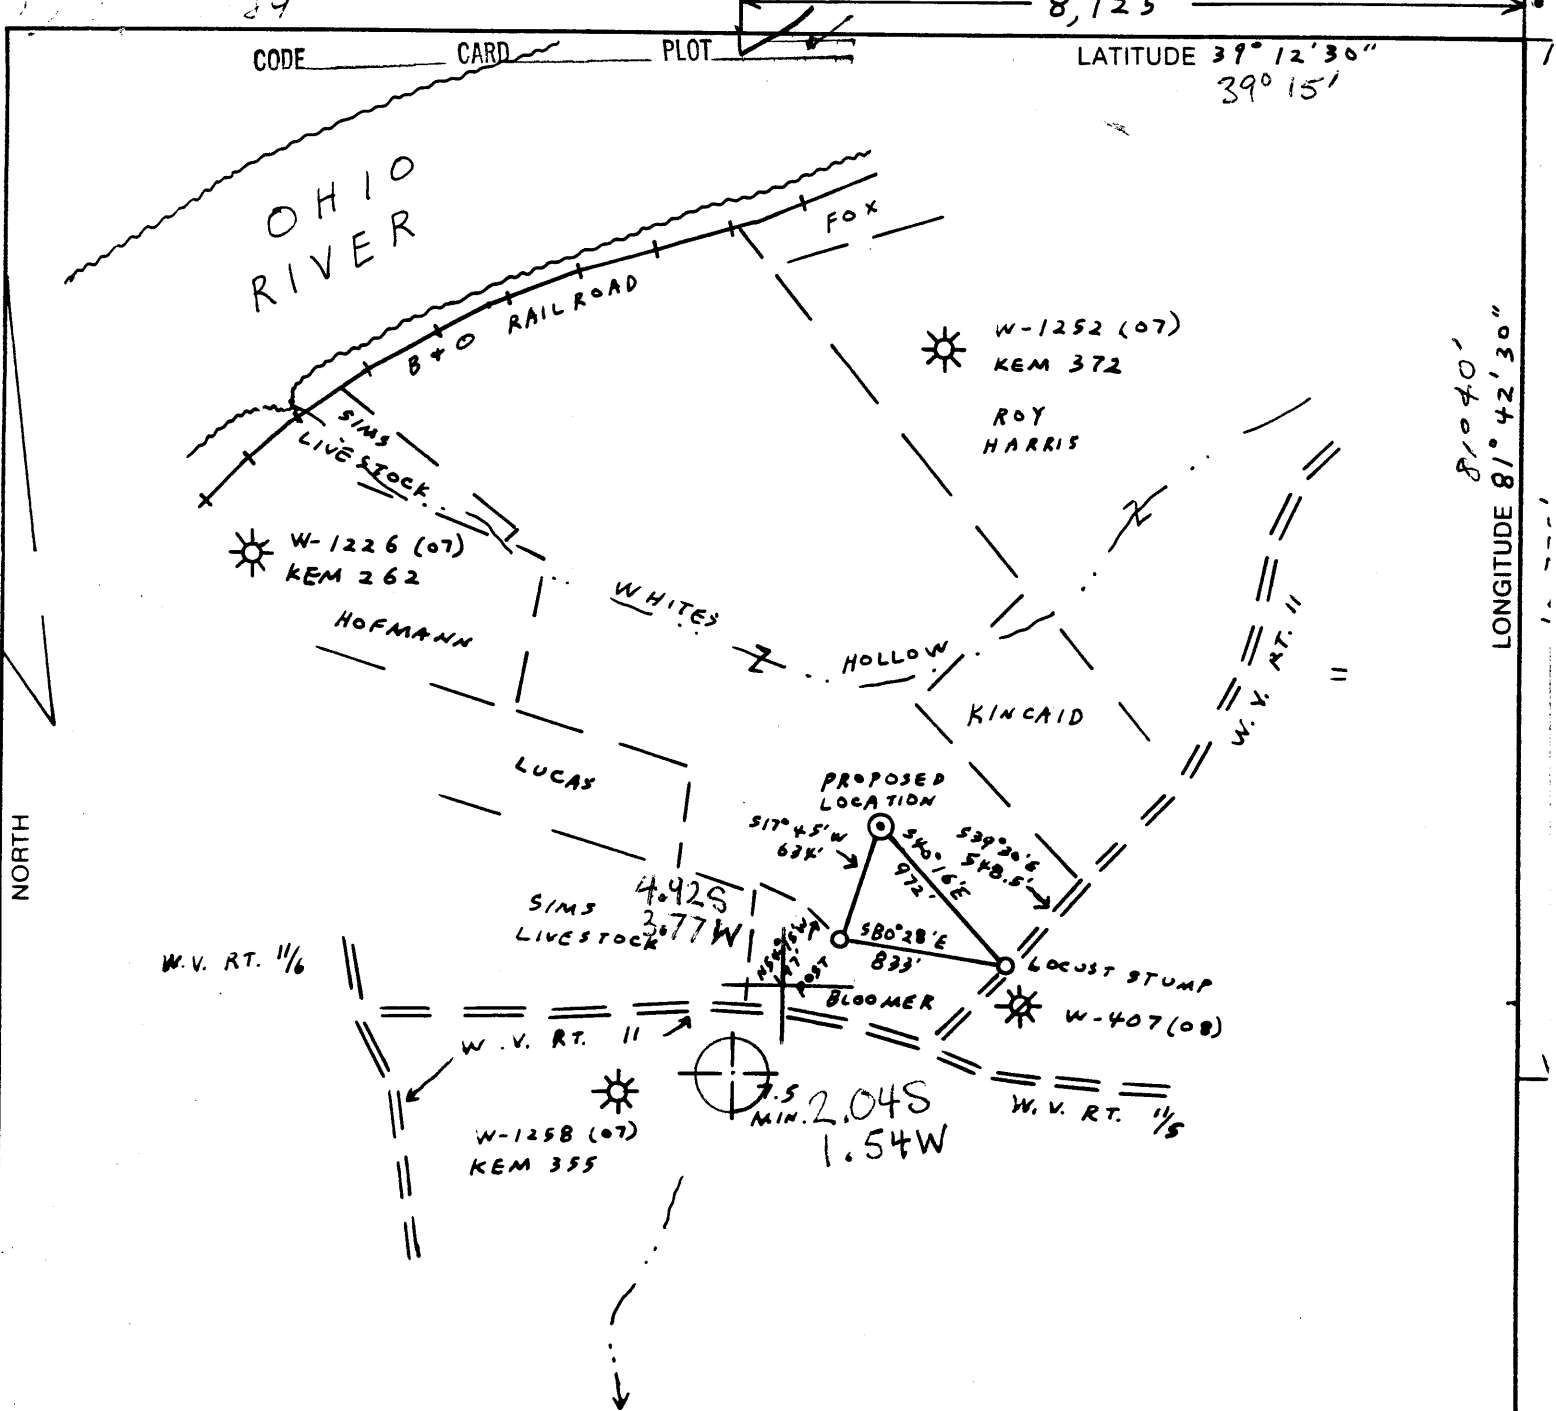 8,125
CODE CARD PLOT
LATITUDE 39° 12' 30"
39° 15'
OHIO
RIVER
FOX
B + O RAILROAD
W-1252 (07)
KEM 372
ROY
HARRIS
81° 40'
LONGITUDE 81° 42' 30"
SIMS
LIVESTOCK
W-1226 (07)
KEM 262
HOFMANN
WHITES
HOLLOW
KINCAID
W. V. RT. 11
LUCAS
PROPOSED
LOCATION
S17° 45' W
634'
S40° 16' E
972'
S39° 30' E
548.5'
NORTH
4.92S
3.77W
SIMS
LIVESTOCK
S80° 28' E
833'
POST
LOCUST STUMP
W.V. RT. 11/6
BLOOMER
W-407 (08)
W.V. RT. 11
7.5
MIN.
2.04S
1.54W
W.V. RT. 11/5
W-1258 (07)
KEM 355